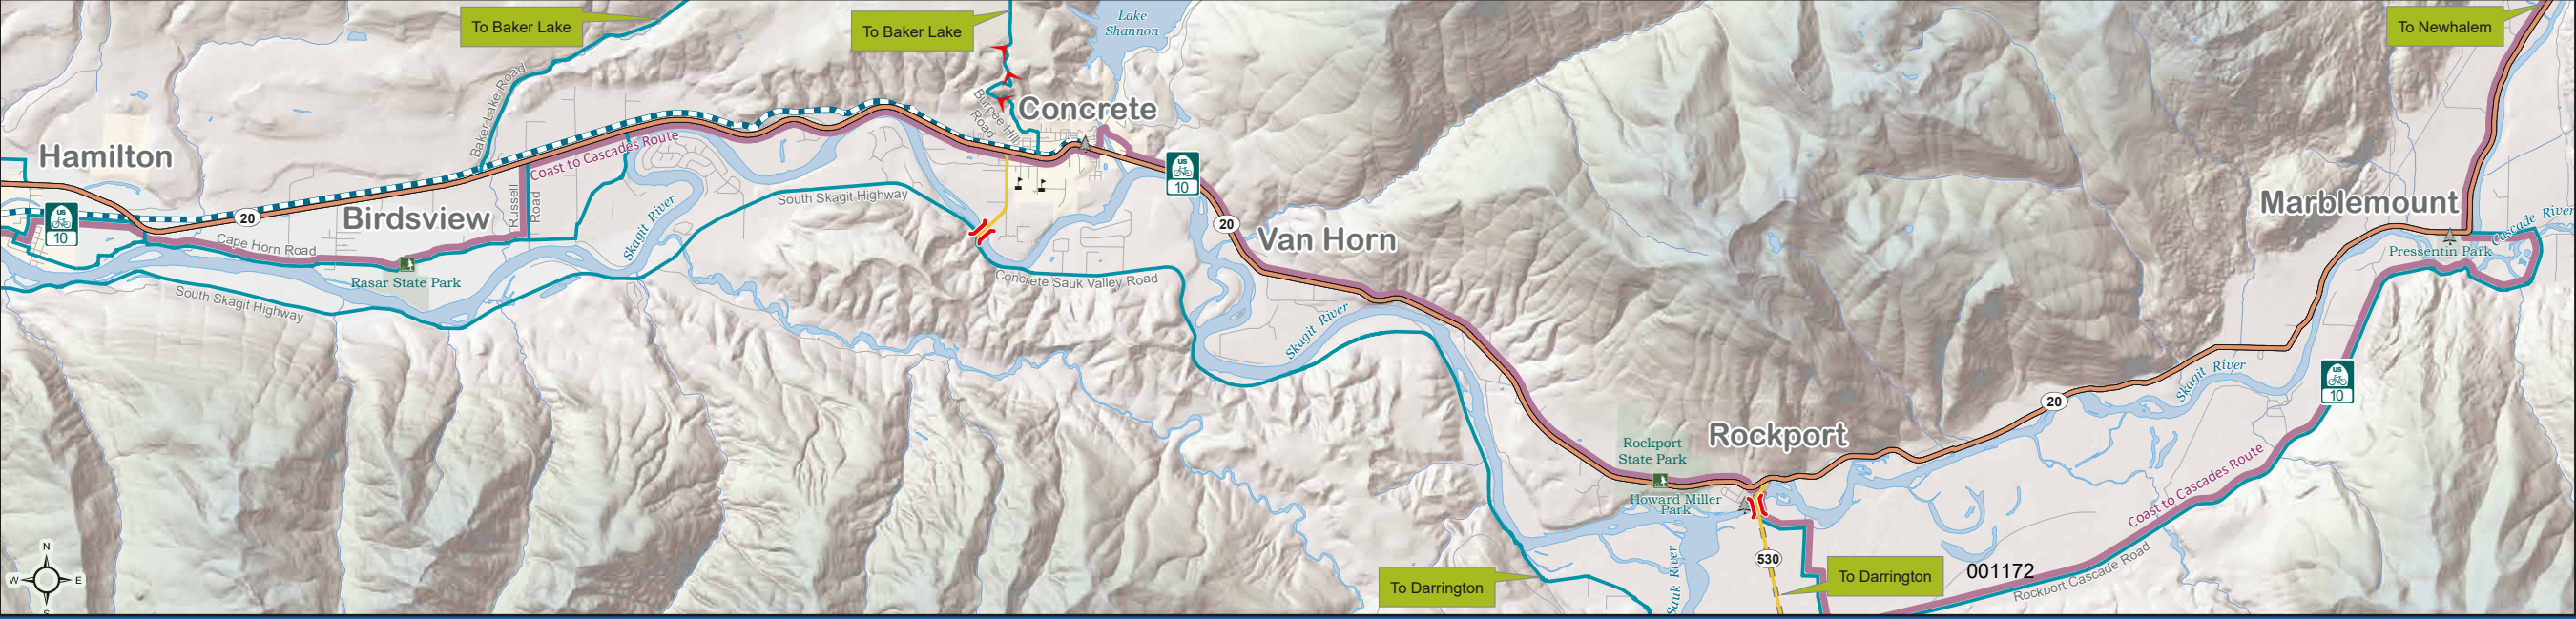 To Baker Lake
To Baker Lake
Lake
Shannon
To Newhalem
Baker Lake Road
Burpee Hill
Road
Concrete
Hamilton
Coast to Cascades Route
US
10
Marblemount
Russell
Road
South Skagit Highway
Skagit River
US
10
20
Birdsview
20
Van Horn
Cascade River
Cape Horn Road
Pressentin Park
Rasar State Park
Concrete Sauk Valley Road
South Skagit Highway
Skagit River
Skagit River
US
10
20
Rockport
Rockport
State Park
Howard Miller
Park
Coast to Cascades Route
N
W
E
S
Sauk River
530
To Darrington
To Darrington
001172
Rockport Cascade Road